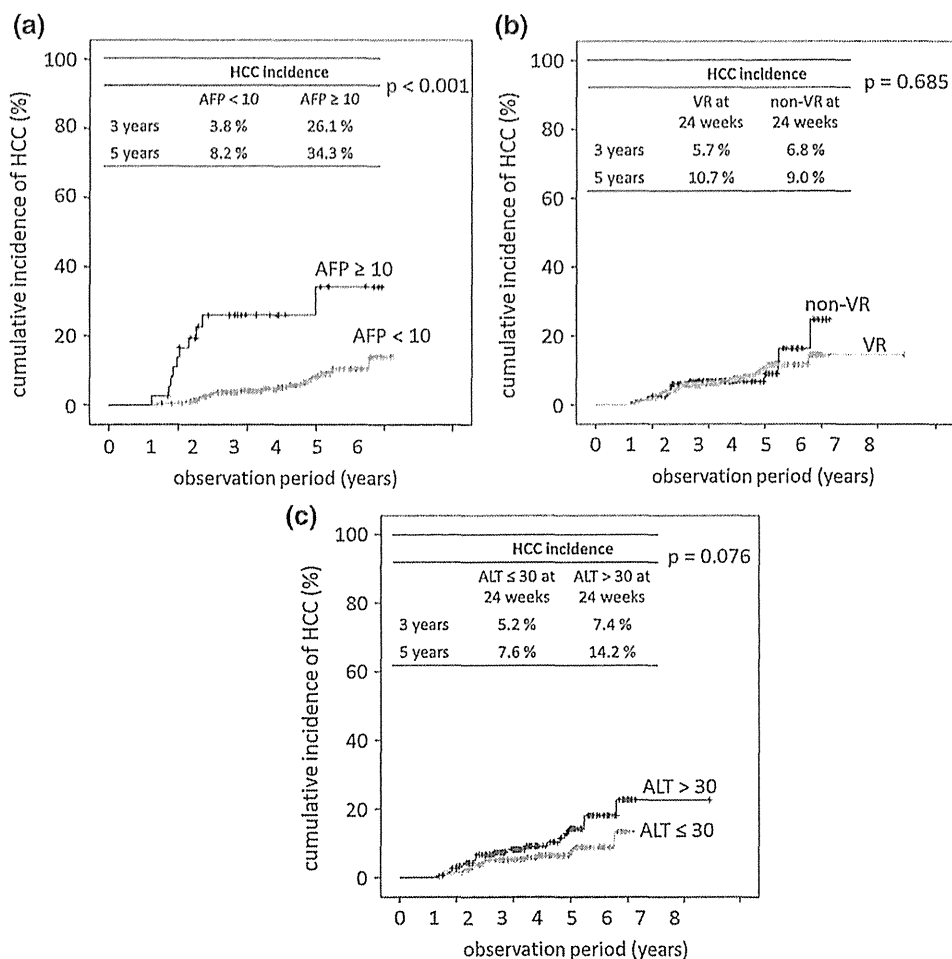 (a)
HCC incidence
AFP < 10 AFP ≥ 10
3 years 3.8 % 26.1 %
5 years 8.2 % 34.3 %
p < 0.001
cumulative incidence of HCC (%)
100
80
60
40
20
0
AFP ≥ 10
AFP < 10
0 1 2 3 4 5 6
observation period (years)
(b)
HCC incidence
VR at non-VR at
24 weeks 24 weeks
3 years 5.7 % 6.8 %
5 years 10.7 % 9.0 %
p = 0.685
cumulative incidence of HCC (%)
100
80
60
40
20
0
non-VR
VR
0 1 2 3 4 5 6 7 8
observation period (years)
(c)
HCC incidence
ALT ≤ 30 at ALT > 30 at
24 weeks 24 weeks
3 years 5.2 % 7.4 %
5 years 7.6 % 14.2 %
p = 0.076
cumulative incidence of HCC (%)
100
80
60
40
20
0
ALT > 30
ALT ≤ 30
0 1 2 3 4 5 6 7 8
observation period (years)